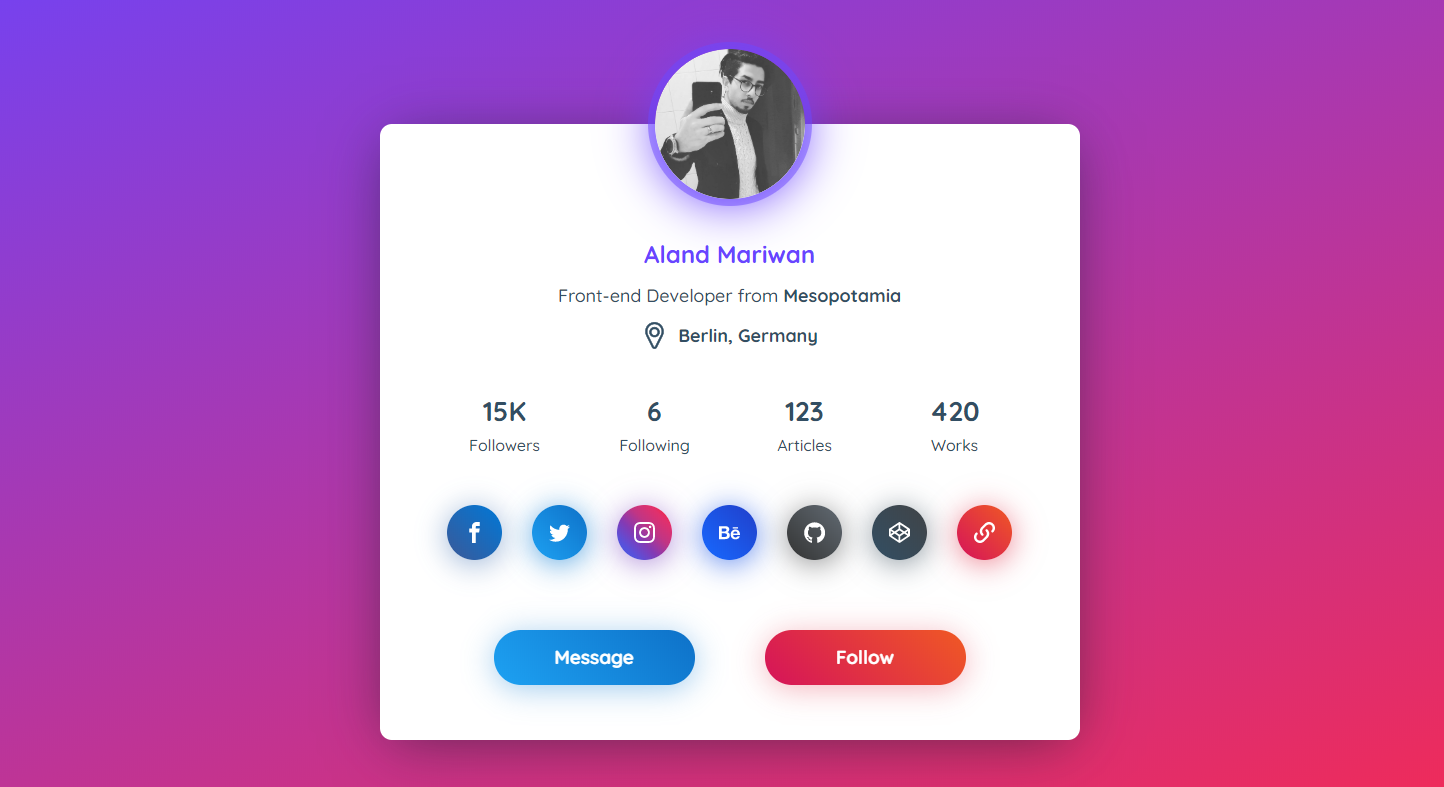 Aland Mariwan
Front-end Developer from Mesopotamia
Berlin, Germany
15K 6 123 420
Followers Following Articles Works
Bē
Message Follow